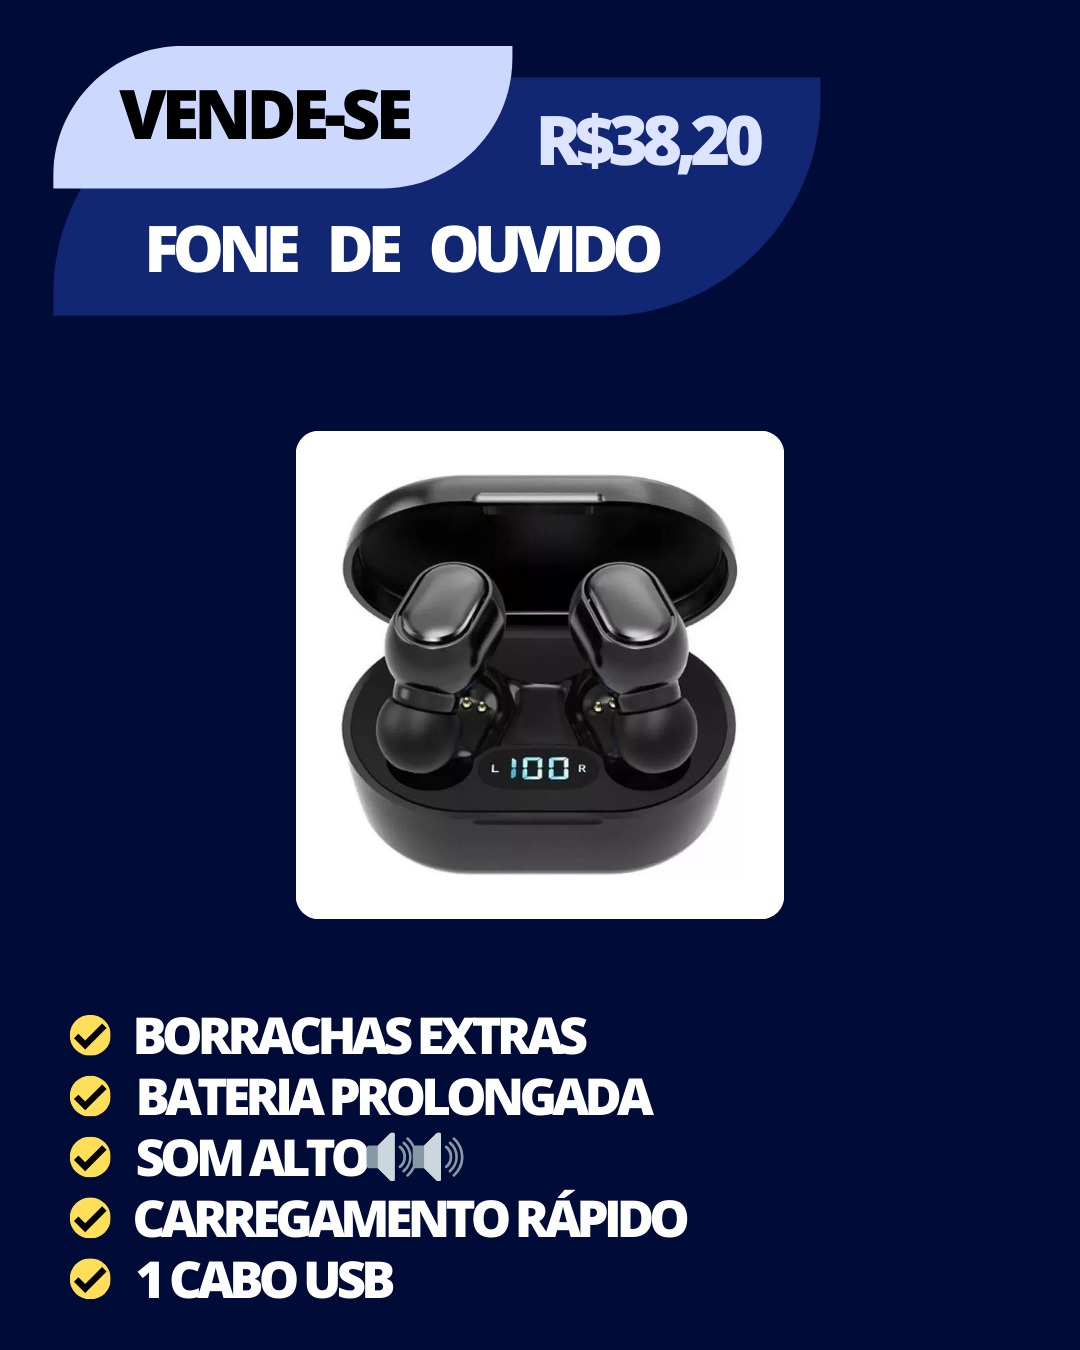 VENDE-SE
R$38,20
FONE DE OUVIDO
L 100 R
BORRACHAS EXTRAS
BATERIA PROLONGADA
SOM ALTO🔊🔊
CARREGAMENTO RÁPIDO
1 CABO USB